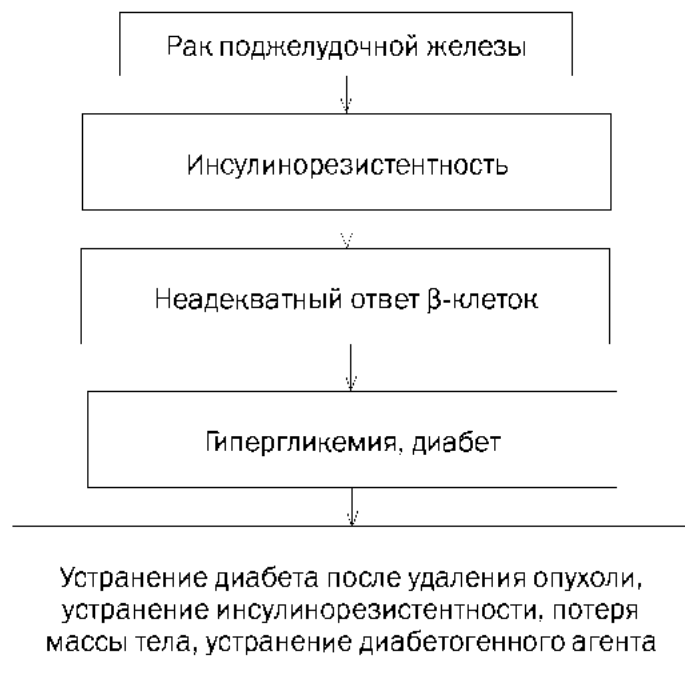 Рак поджелудочной железы
Инсулинорезистентность
Неадекватный ответ β-клеток
Гипергликемия, диабет
Устранение диабета после удаления опухоли,
устранение инсулинорезистентности, потеря
массы тела, устранение диабетогенного агента